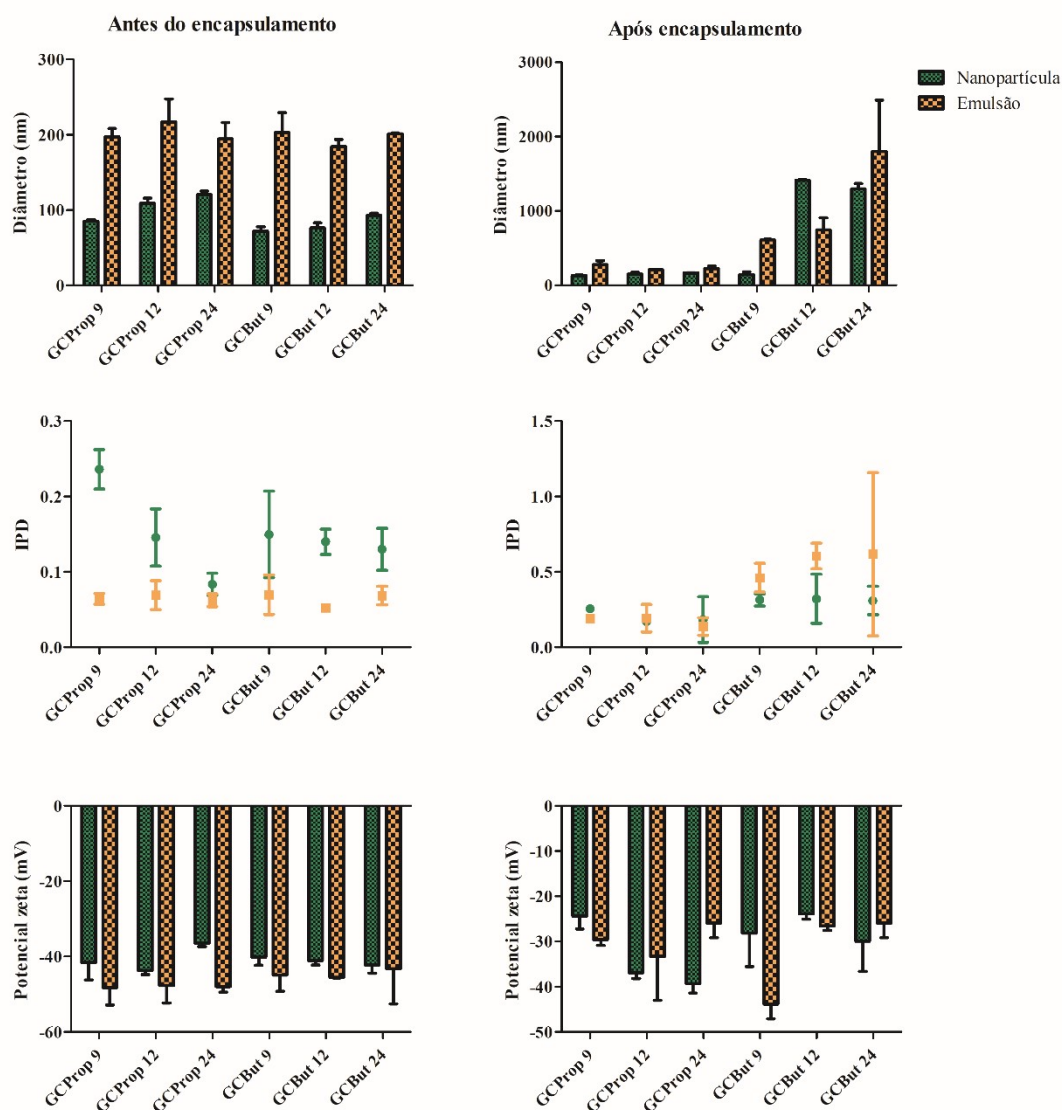 Antes do encapsulamento
Após encapsulamento
Nanopartícula
Emulsão
Diâmetro (nm)
300
200
100
0
GCProp 9
GCProp 12
GCProp 24
GCBut 9
GCBut 12
GCBut 24
Diâmetro (nm)
3000
2000
1000
0
GCProp 9
GCProp 12
GCProp 24
GCBut 9
GCBut 12
GCBut 24
IPD
0.3
0.2
0.1
0.0
GCProp 9
GCProp 12
GCProp 24
GCBut 9
GCBut 12
GCBut 24
IPD
1.5
1.0
0.5
0.0
GCProp 9
GCProp 12
GCProp 24
GCBut 9
GCBut 12
GCBut 24
Potencial zeta (mV)
0
-20
-40
-60
GCProp 9
GCProp 12
GCProp 24
GCBut 9
GCBut 12
GCBut 24
Potencial zeta (mV)
0
-10
-20
-30
-40
-50
GCProp 9
GCProp 12
GCProp 24
GCBut 9
GCBut 12
GCBut 24